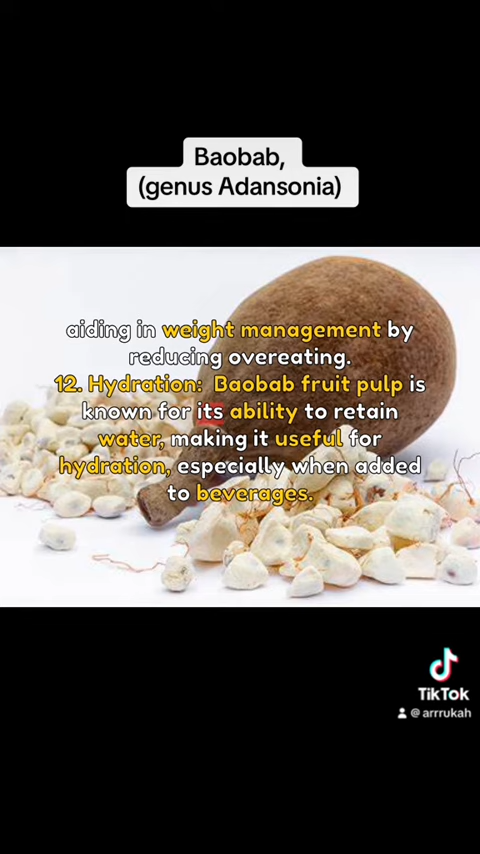 Baobab,
(genus Adansonia)
aiding in weight management by
reducing overeating.
12. Hydration: Baobab fruit pulp is
known for its ability to retain
water, making it useful for
hydration, especially when added
to beverages.
TikTok
@ arrrukah